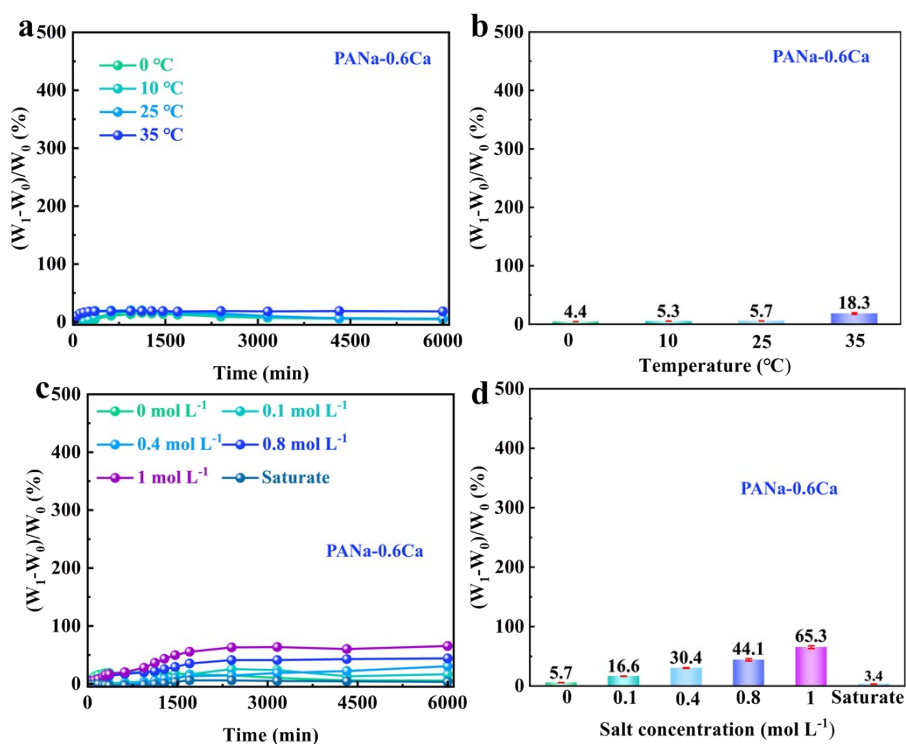 a
(W₁-W₀)/W₀ (%)
500
400
300
200
100
0
PANa-0.6Ca
0 °C
10 °C
25 °C
35 °C
0 1500 3000 4500 6000
Time (min)
b
(W₁-W₀)/W₀ (%)
500
400
300
200
100
0
PANa-0.6Ca
4.4 5.3 5.7 18.3
0 10 25 35
Temperature (°C)
c
(W₁-W₀)/W₀ (%)
500
400
300
200
100
0
0 mol L⁻¹ 0.1 mol L⁻¹
0.4 mol L⁻¹ 0.8 mol L⁻¹
1 mol L⁻¹ Saturate
PANa-0.6Ca
0 1500 3000 4500 6000
Time (min)
d
(W₁-W₀)/W₀ (%)
500
400
300
200
100
0
PANa-0.6Ca
5.7 16.6 30.4 44.1 65.3 3.4
0 0.1 0.4 0.8 1 Saturate
Salt concentration (mol L⁻¹)